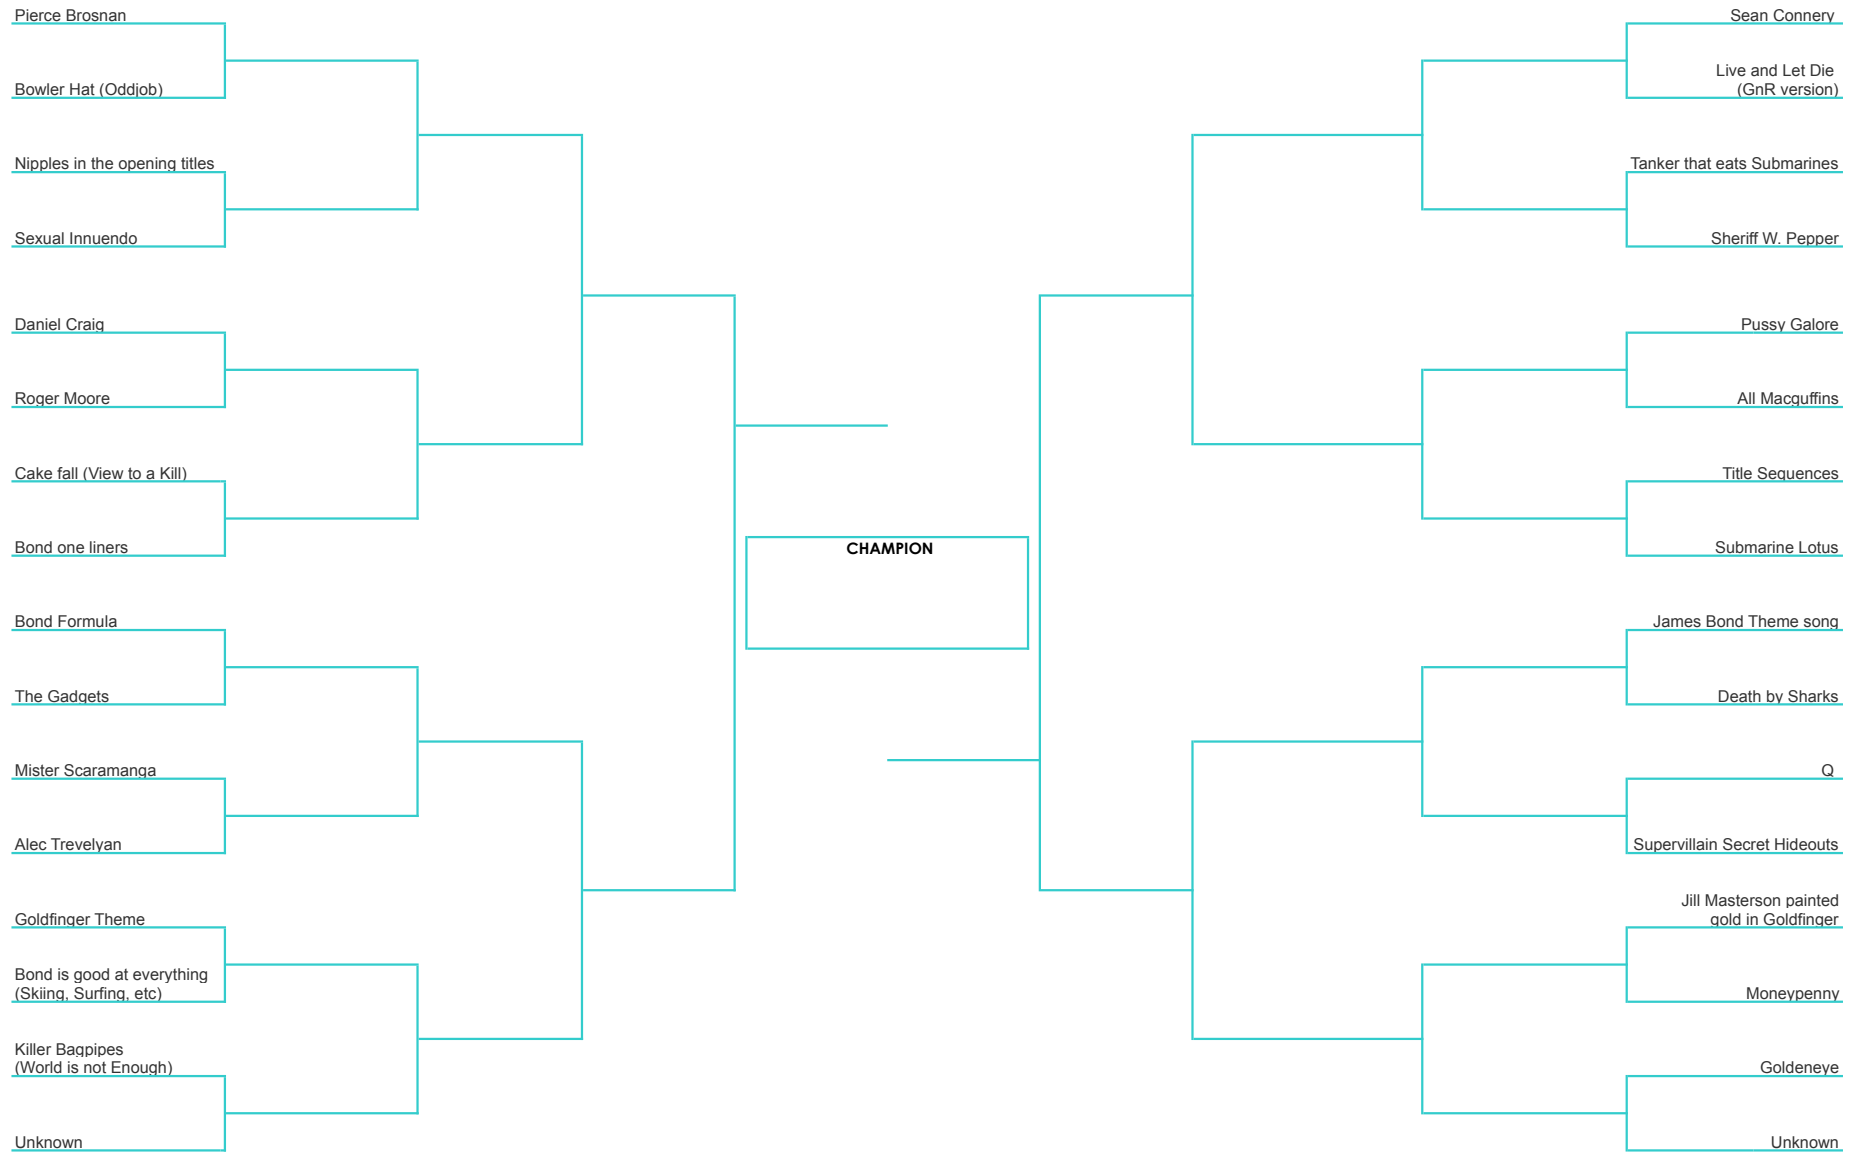 Pierce Brosnan
Bowler Hat (Oddjob)
Nipples in the opening titles
Sexual Innuendo
Daniel Craig
Roger Moore
Cake fall (View to a Kill)
Bond one liners
Bond Formula
The Gadgets
Mister Scaramanga
Alec Trevelyan
Goldfinger Theme
Bond is good at everything
(Skiing, Surfing, etc)
Killer Bagpipes
(World is not Enough)
Unknown
CHAMPION
Sean Connery
Live and Let Die
(GnR version)
Tanker that eats Submarines
Sheriff W. Pepper
Pussy Galore
All Macguffins
Title Sequences
Submarine Lotus
James Bond Theme song
Death by Sharks
Q
Supervillain Secret Hideouts
Jill Masterson painted
gold in Goldfinger
Moneypenny
Goldeneye
Unknown